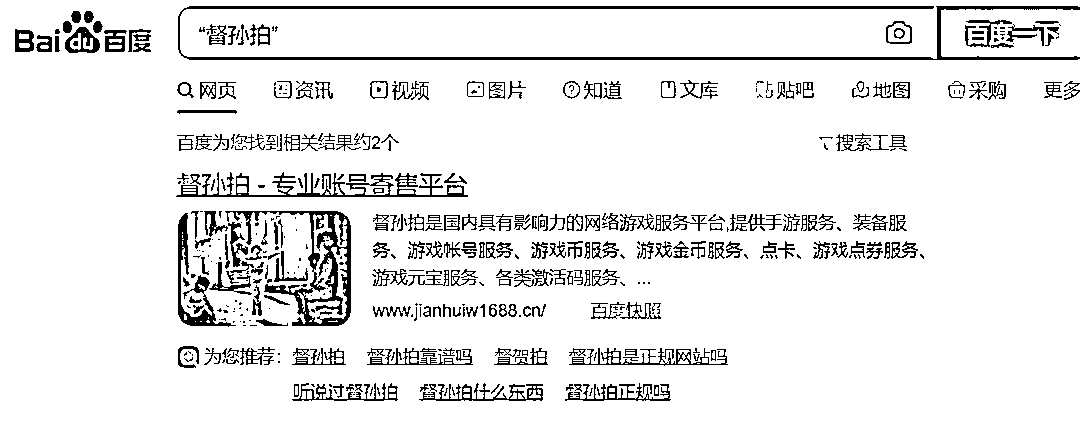 Bai du 百度 “督孙拍” 百度一下
网页 资讯 视频 图片 知道 文库 贴吧 地图 采购 更多
百度为您找到相关结果约2个 搜索工具
督孙拍 - 专业账号寄售平台
督孙拍是国内具有影响力的网络游戏服务平台,提供手游服务、装备服
务、游戏帐号服务、游戏币服务、游戏金币服务、点卡、游戏点券服务、
游戏元宝服务、各类激活码服务、...
www.jianhuiw1688.cn/ 百度快照
为您推荐: 督孙拍 督孙拍靠谱吗 督贺拍 督孙拍是正规网站吗
听说过督孙拍 督孙拍什么东西 督孙拍正规吗